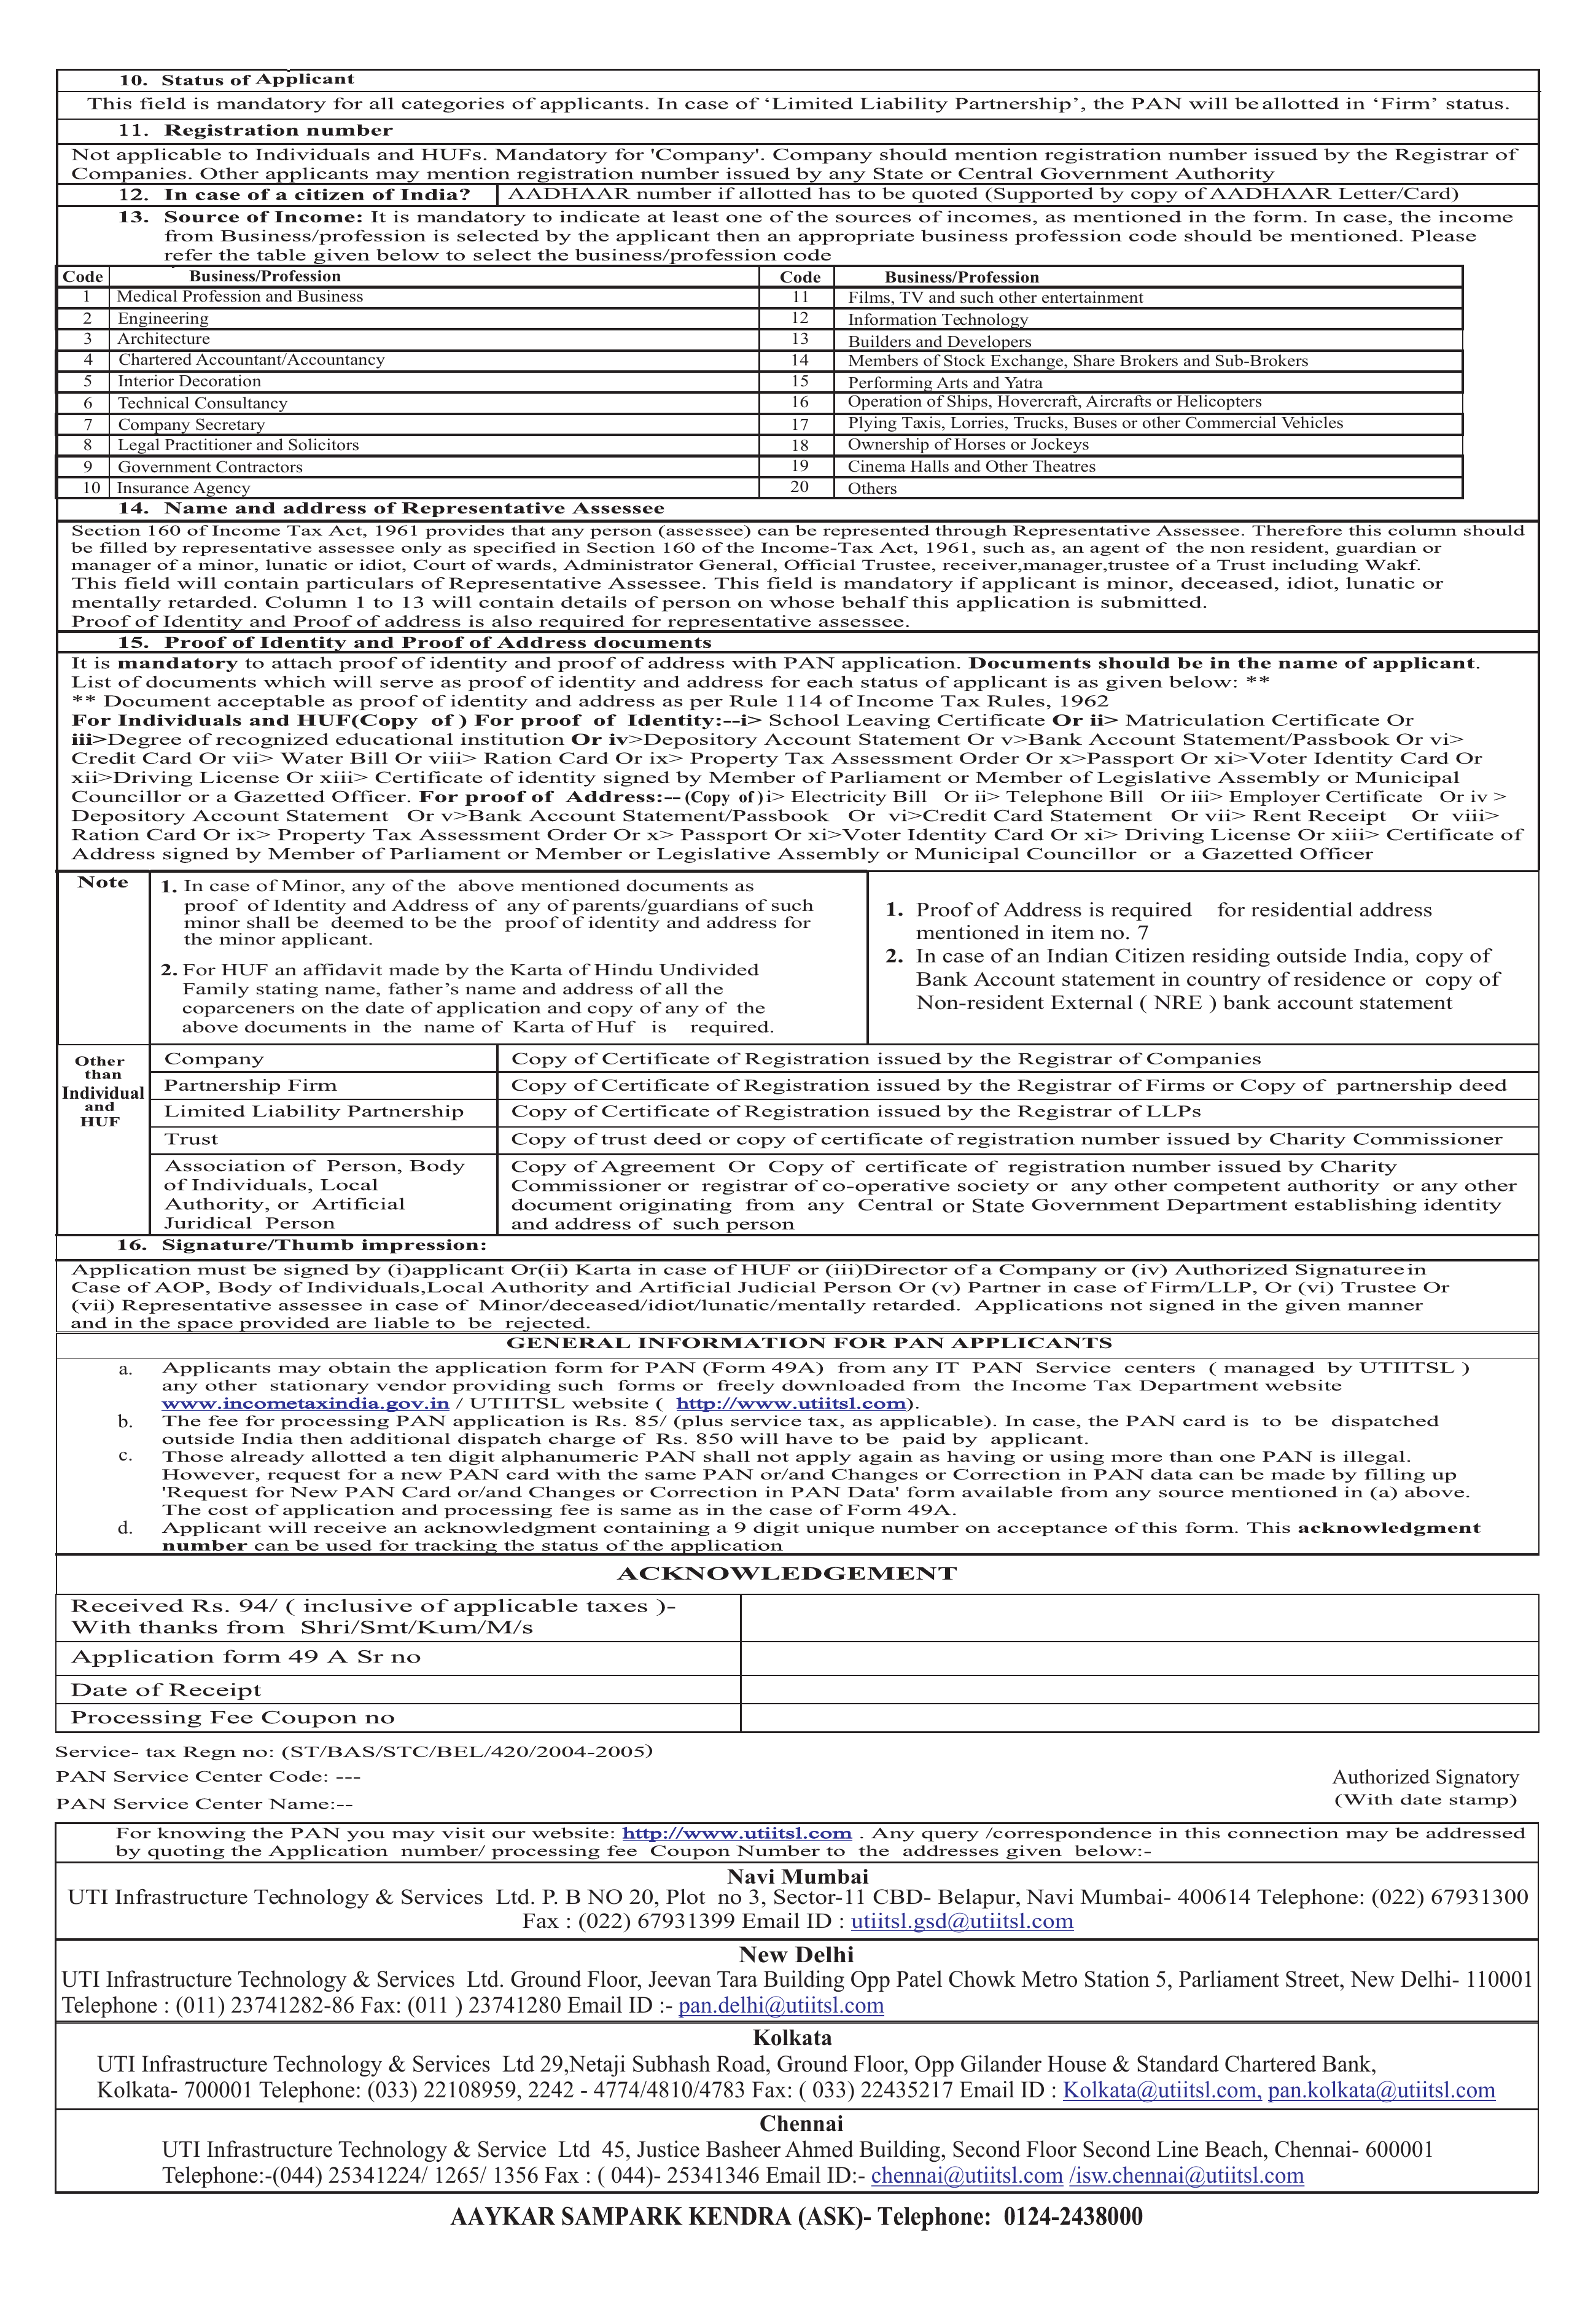 10. Status of Applicant
This field is mandatory for all categories of applicants. In case of ‘Limited Liability Partnership’, the PAN will be allotted in ‘Firm’ status.
11. Registration number
Not applicable to Individuals and HUFs. Mandatory for 'Company'. Company should mention registration number issued by the Registrar of
Companies. Other applicants may mention registration number issued by any State or Central Government Authority
12. In case of a citizen of India? AADHAAR number if allotted has to be quoted (Supported by copy of AADHAAR Letter/Card)
13. Source of Income: It is mandatory to indicate at least one of the sources of incomes, as mentioned in the form. In case, the income
from Business/profession is selected by the applicant then an appropriate business profession code should be mentioned. Please
refer the table given below to select the business/profession code
Code Business/Profession Code Business/Profession
1 Medical Profession and Business 11 Films, TV and such other entertainment
2 Engineering 12 Information Technology
3 Architecture 13 Builders and Developers
4 Chartered Accountant/Accountancy 14 Members of Stock Exchange, Share Brokers and Sub-Brokers
5 Interior Decoration 15 Performing Arts and Yatra
6 Technical Consultancy 16 Operation of Ships, Hovercraft, Aircrafts or Helicopters
7 Company Secretary 17 Plying Taxis, Lorries, Trucks, Buses or other Commercial Vehicles
8 Legal Practitioner and Solicitors 18 Ownership of Horses or Jockeys
9 Government Contractors 19 Cinema Halls and Other Theatres
10 Insurance Agency 20 Others
14. Name and address of Representative Assessee
Section 160 of Income Tax Act, 1961 provides that any person (assessee) can be represented through Representative Assessee. Therefore this column should
be filled by representative assessee only as specified in Section 160 of the Income-Tax Act, 1961, such as, an agent of the non resident, guardian or
manager of a minor, lunatic or idiot, Court of wards, Administrator General, Official Trustee, receiver,manager,trustee of a Trust including Wakf.
This field will contain particulars of Representative Assessee. This field is mandatory if applicant is minor, deceased, idiot, lunatic or
mentally retarded. Column 1 to 13 will contain details of person on whose behalf this application is submitted.
Proof of Identity and Proof of address is also required for representative assessee.
15. Proof of Identity and Proof of Address documents
It is mandatory to attach proof of identity and proof of address with PAN application. Documents should be in the name of applicant.
List of documents which will serve as proof of identity and address for each status of applicant is as given below: **
** Document acceptable as proof of identity and address as per Rule 114 of Income Tax Rules, 1962
For Individuals and HUF(Copy of ) For proof of Identity:--i> School Leaving Certificate Or ii> Matriculation Certificate Or
iii>Degree of recognized educational institution Or iv>Depository Account Statement Or v>Bank Account Statement/Passbook Or vi>
Credit Card Or vii> Water Bill Or viii> Ration Card Or ix> Property Tax Assessment Order Or x>Passport Or xi>Voter Identity Card Or
xii>Driving License Or xiii> Certificate of identity signed by Member of Parliament or Member of Legislative Assembly or Municipal
Councillor or a Gazetted Officer. For proof of Address:-- (Copy of ) i> Electricity Bill Or ii> Telephone Bill Or iii> Employer Certificate Or iv >
Depository Account Statement Or v>Bank Account Statement/Passbook Or vi>Credit Card Statement Or vii> Rent Receipt Or viii>
Ration Card Or ix> Property Tax Assessment Order Or x> Passport Or xi>Voter Identity Card Or xi> Driving License Or xiii> Certificate of
Address signed by Member of Parliament or Member or Legislative Assembly or Municipal Councillor or a Gazetted Officer
Note
1. In case of Minor, any of the above mentioned documents as
proof of Identity and Address of any of parents/guardians of such
minor shall be deemed to be the proof of identity and address for
the minor applicant.
2. For HUF an affidavit made by the Karta of Hindu Undivided
Family stating name, father’s name and address of all the
coparceners on the date of application and copy of any of the
above documents in the name of Karta of Huf is required.
1. Proof of Address is required for residential address
mentioned in item no. 7
2. In case of an Indian Citizen residing outside India, copy of
Bank Account statement in country of residence or copy of
Non-resident External ( NRE ) bank account statement
Other
than
Individual
and
HUF
Company Copy of Certificate of Registration issued by the Registrar of Companies
Partnership Firm Copy of Certificate of Registration issued by the Registrar of Firms or Copy of partnership deed
Limited Liability Partnership Copy of Certificate of Registration issued by the Registrar of LLPs
Trust Copy of trust deed or copy of certificate of registration number issued by Charity Commissioner
Association of Person, Body Copy of Agreement Or Copy of certificate of registration number issued by Charity
of Individuals, Local Commissioner or registrar of co-operative society or any other competent authority or any other
Authority, or Artificial document originating from any Central or State Government Department establishing identity
Juridical Person and address of such person
16. Signature/Thumb impression:
Application must be signed by (i)applicant Or(ii) Karta in case of HUF or (iii)Director of a Company or (iv) Authorized Signaturee in
Case of AOP, Body of Individuals,Local Authority and Artificial Judicial Person Or (v) Partner in case of Firm/LLP, Or (vi) Trustee Or
(vii) Representative assessee in case of Minor/deceased/idiot/lunatic/mentally retarded. Applications not signed in the given manner
and in the space provided are liable to be rejected.
GENERAL INFORMATION FOR PAN APPLICANTS
a. Applicants may obtain the application form for PAN (Form 49A) from any IT PAN Service centers ( managed by UTIITSL )
any other stationary vendor providing such forms or freely downloaded from the Income Tax Department website
www.incometaxindia.gov.in / UTIITSL website ( http://www.utiitsl.com).
b. The fee for processing PAN application is Rs. 85/ (plus service tax, as applicable). In case, the PAN card is to be dispatched
outside India then additional dispatch charge of Rs. 850 will have to be paid by applicant.
c. Those already allotted a ten digit alphanumeric PAN shall not apply again as having or using more than one PAN is illegal.
However, request for a new PAN card with the same PAN or/and Changes or Correction in PAN data can be made by filling up
'Request for New PAN Card or/and Changes or Correction in PAN Data' form available from any source mentioned in (a) above.
The cost of application and processing fee is same as in the case of Form 49A.
d. Applicant will receive an acknowledgment containing a 9 digit unique number on acceptance of this form. This acknowledgment
number can be used for tracking the status of the application
ACKNOWLEDGEMENT
Received Rs. 94/ ( inclusive of applicable taxes )-
With thanks from Shri/Smt/Kum/M/s
Application form 49 A Sr no
Date of Receipt
Processing Fee Coupon no
Service- tax Regn no: (ST/BAS/STC/BEL/420/2004-2005)
PAN Service Center Code: --- Authorized Signatory
PAN Service Center Name:-- (With date stamp)
For knowing the PAN you may visit our website: http://www.utiitsl.com . Any query /correspondence in this connection may be addressed
by quoting the Application number/ processing fee Coupon Number to the addresses given below:-
Navi Mumbai
UTI Infrastructure Technology & Services Ltd. P. B NO 20, Plot no 3, Sector-11 CBD- Belapur, Navi Mumbai- 400614 Telephone: (022) 67931300
Fax : (022) 67931399 Email ID : utiitsl.gsd@utiitsl.com
New Delhi
UTI Infrastructure Technology & Services Ltd. Ground Floor, Jeevan Tara Building Opp Patel Chowk Metro Station 5, Parliament Street, New Delhi- 110001
Telephone : (011) 23741282-86 Fax: (011 ) 23741280 Email ID :- pan.delhi@utiitsl.com
Kolkata
UTI Infrastructure Technology & Services Ltd 29,Netaji Subhash Road, Ground Floor, Opp Gilander House & Standard Chartered Bank,
Kolkata- 700001 Telephone: (033) 22108959, 2242 - 4774/4810/4783 Fax: ( 033) 22435217 Email ID : Kolkata@utiitsl.com, pan.kolkata@utiitsl.com
Chennai
UTI Infrastructure Technology & Service Ltd 45, Justice Basheer Ahmed Building, Second Floor Second Line Beach, Chennai- 600001
Telephone:-(044) 25341224/ 1265/ 1356 Fax : ( 044)- 25341346 Email ID:- chennai@utiitsl.com /isw.chennai@utiitsl.com
AAYKAR SAMPARK KENDRA (ASK)- Telephone: 0124-2438000